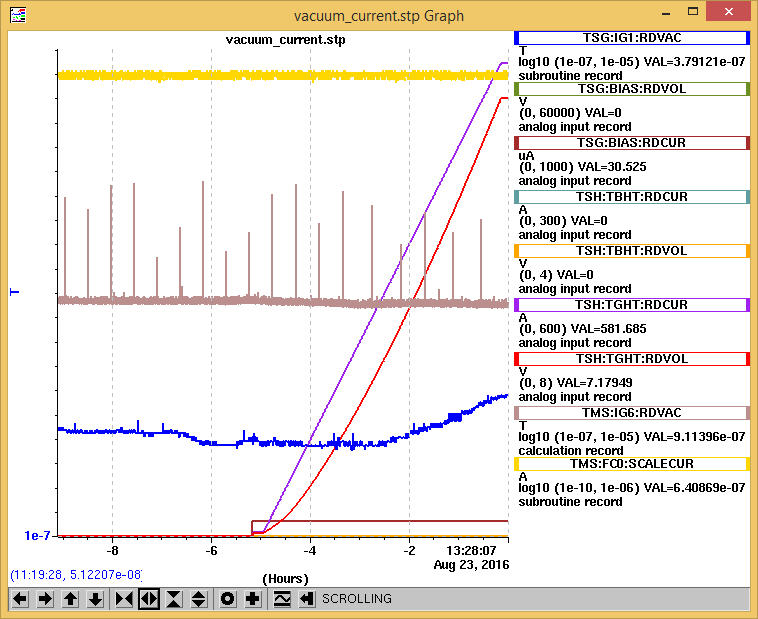 vacuum_current.stp Graph
vacuum_current.stp
T
1e-7
-8
-6
-4
-2
13:28:07
Aug 23, 2016
(11:19:28, 5.12207e-08)
(Hours)
TSG:IG1:RDVAC
T
log10 (1e-07, 1e-05) VAL=3.79121e-07
subroutine record
TSG:BIAS:RDVOL
V
(0, 60000) VAL=0
analog input record
TSG:BIAS:RDCUR
uA
(0, 1000) VAL=30.525
analog input record
TSH:TBHT:RDCUR
A
(0, 300) VAL=0
analog input record
TSH:TBHT:RDVOL
V
(0, 4) VAL=0
analog input record
TSH:TGHT:RDCUR
A
(0, 600) VAL=581.685
analog input record
TSH:TGHT:RDVOL
V
(0, 8) VAL=7.17949
analog input record
TMS:IG6:RDVAC
T
log10 (1e-07, 1e-05) VAL=9.11396e-07
calculation record
TMS:FC0:SCALECUR
A
log10 (1e-10, 1e-06) VAL=6.40869e-07
subroutine record
SCROLLING